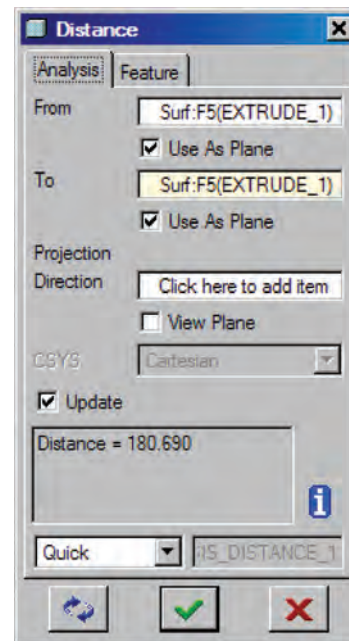 Distance
Analysis Feature
From Surf:F5(EXTRUDE_1)
Use As Plane
To Surf:F5(EXTRUDE_1)
Use As Plane
Projection
Direction Click here to add item
View Plane
CSYS Cartesian
Update
Distance = 180.690
Quick IS_DISTANCE_1